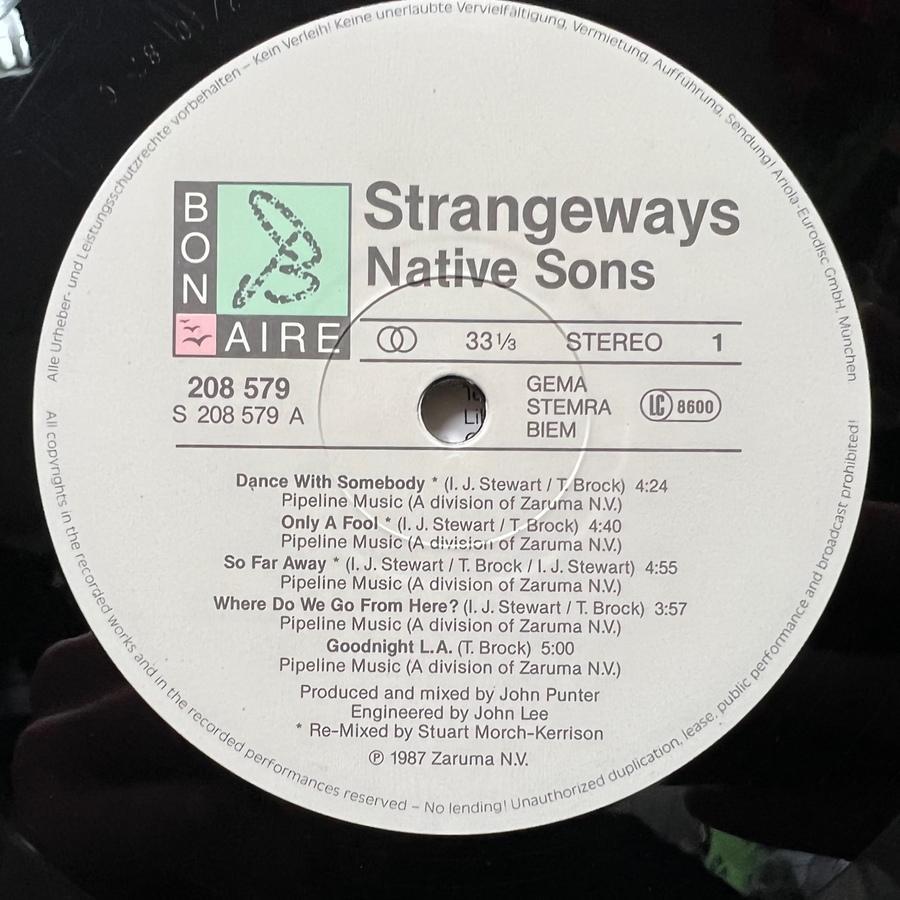 Alle Urheber- und Leistungsschutzrechte vorbehalten – Kein Verleih! Keine unerlaubte Vervielfältigung, Vermietung, Aufführung, Sendung! Ariola-Eurodisc GmbH, München
BON
AIRE
Strangeways
Native Sons
33 1/3 STEREO 1
208 579
S 208 579 A
GEMA
STEMRA
BIEM
LC 8600
Dance With Somebody * (I. J. Stewart / T. Brock) 4:24
Pipeline Music (A division of Zaruma N.V.)
Only A Fool * (I. J. Stewart / T. Brock) 4:40
Pipeline Music (A division of Zaruma N.V.)
So Far Away * (I. J. Stewart / T. Brock / I. J. Stewart) 4:55
Pipeline Music (A division of Zaruma N.V.)
Where Do We Go From Here? (I. J. Stewart / T. Brock) 3:57
Pipeline Music (A division of Zaruma N.V.)
Goodnight L.A. (T. Brock) 5:00
Pipeline Music (A division of Zaruma N.V.)
Produced and mixed by John Punter
Engineered by John Lee
* Re-Mixed by Stuart Morch-Kerrison
℗ 1987 Zaruma N.V.
All copyrights in the recorded works and in the recorded performances reserved – No lending! Unauthorized duplication, lease, public performance and broadcast prohibited!